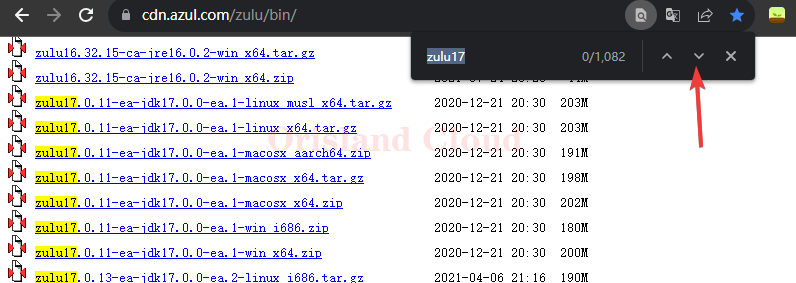 cdn.azul.com/zulu/bin/
zulu17 0/1,082
zulu16.32.15-ca-jre16.0.2-win_x64.tar.gz
zulu16.32.15-ca-jre16.0.2-win_x64.zip
zulu17.0.11-ea-jdk17.0.0-ea.1-linux_musl_x64.tar.gz 2020-12-21 20:30 203M
zulu17.0.11-ea-jdk17.0.0-ea.1-linux_x64.tar.gz 2020-12-21 20:30 203M
zulu17.0.11-ea-jdk17.0.0-ea.1-macosx_aarch64.zip 2020-12-21 20:30 191M
Orisland Cloud
zulu17.0.11-ea-jdk17.0.0-ea.1-macosx_x64.tar.gz 2020-12-21 20:30 198M
zulu17.0.11-ea-jdk17.0.0-ea.1-macosx_x64.zip 2020-12-21 20:30 202M
zulu17.0.11-ea-jdk17.0.0-ea.1-win_i686.zip 2020-12-21 20:30 180M
zulu17.0.11-ea-jdk17.0.0-ea.1-win_x64.zip 2020-12-21 20:30 200M
zulu17.0.13-ea-jdk17.0.0-ea.2-linux_i686.tar.gz 2021-04-06 21:16 190M